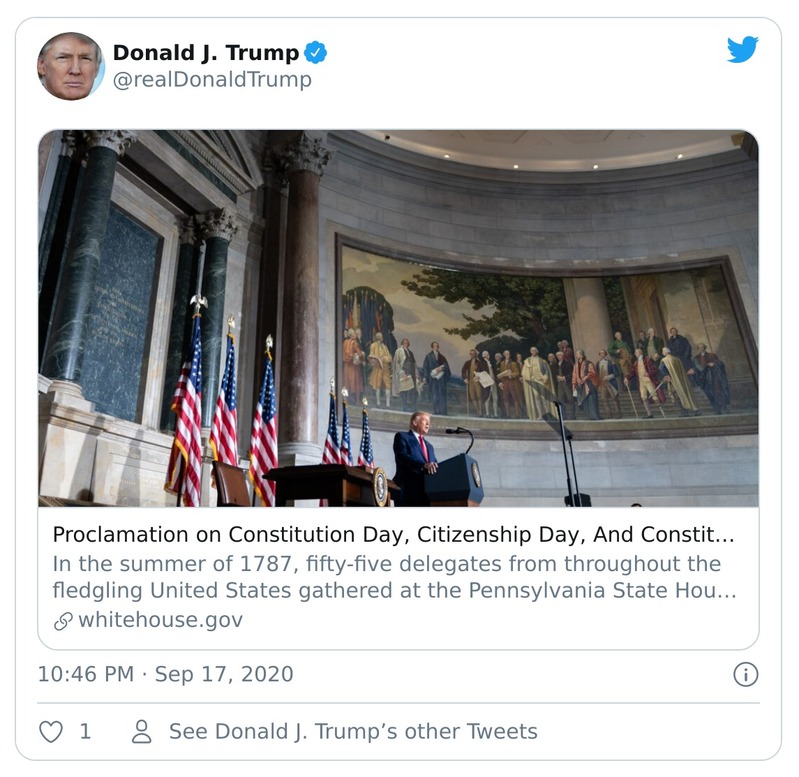 Donald J. Trump
@realDonaldTrump
Proclamation on Constitution Day, Citizenship Day, And Constit...
In the summer of 1787, fifty-five delegates from throughout the
fledgling United States gathered at the Pennsylvania State Hou...
whitehouse.gov
10:46 PM · Sep 17, 2020
1
See Donald J. Trump’s other Tweets